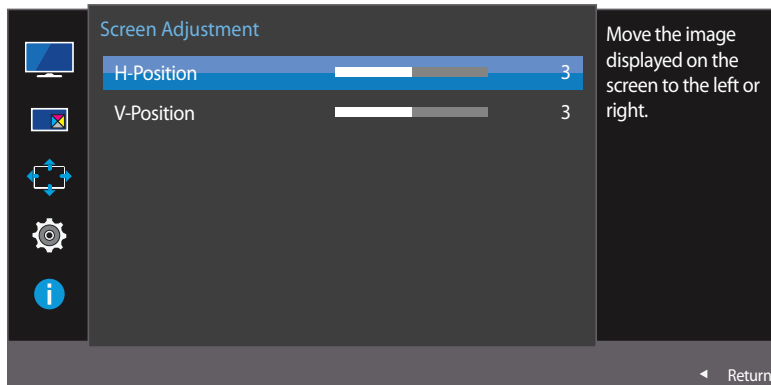 Screen Adjustment
H-Position 3
V-Position 3
Move the image
displayed on the
screen to the left or
right.
i
Return